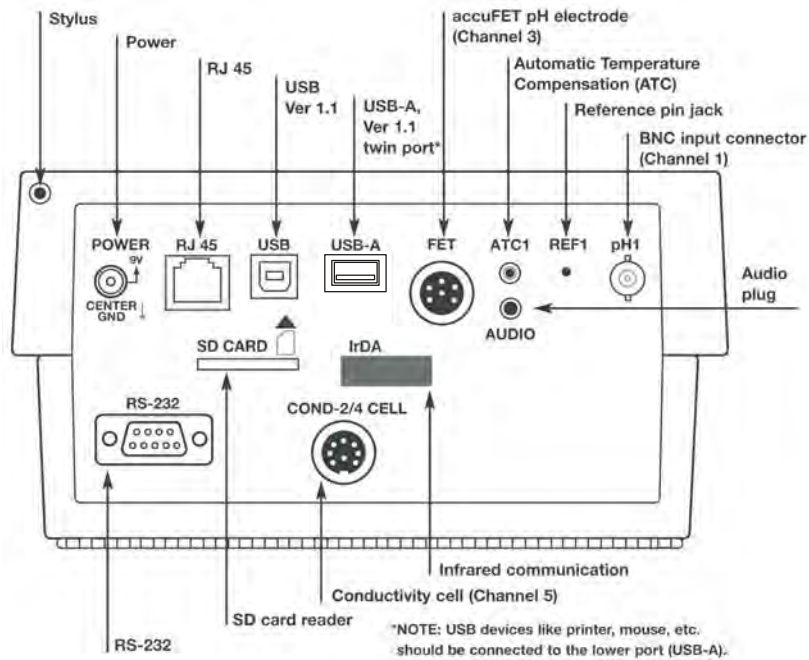 Stylus
Power
RJ 45
USB
Ver 1.1
USB-A,
Ver 1.1
twin port*
accuFET pH electrode
(Channel 3)
Automatic Temperature
Compensation (ATC)
Reference pin jack
BNC input connector
(Channel 1)
POWER
9V
CENTER
GND
RJ 45
USB
USB-A
FET
ATC1
REF1
pH1
AUDIO
Audio
plug
SD CARD
IrDA
RS-232
COND-2/4 CELL
Infrared communication
Conductivity cell (Channel 5)
SD card reader
RS-232
*NOTE: USB devices like printer, mouse, etc.
should be connected to the lower port (USB-A).